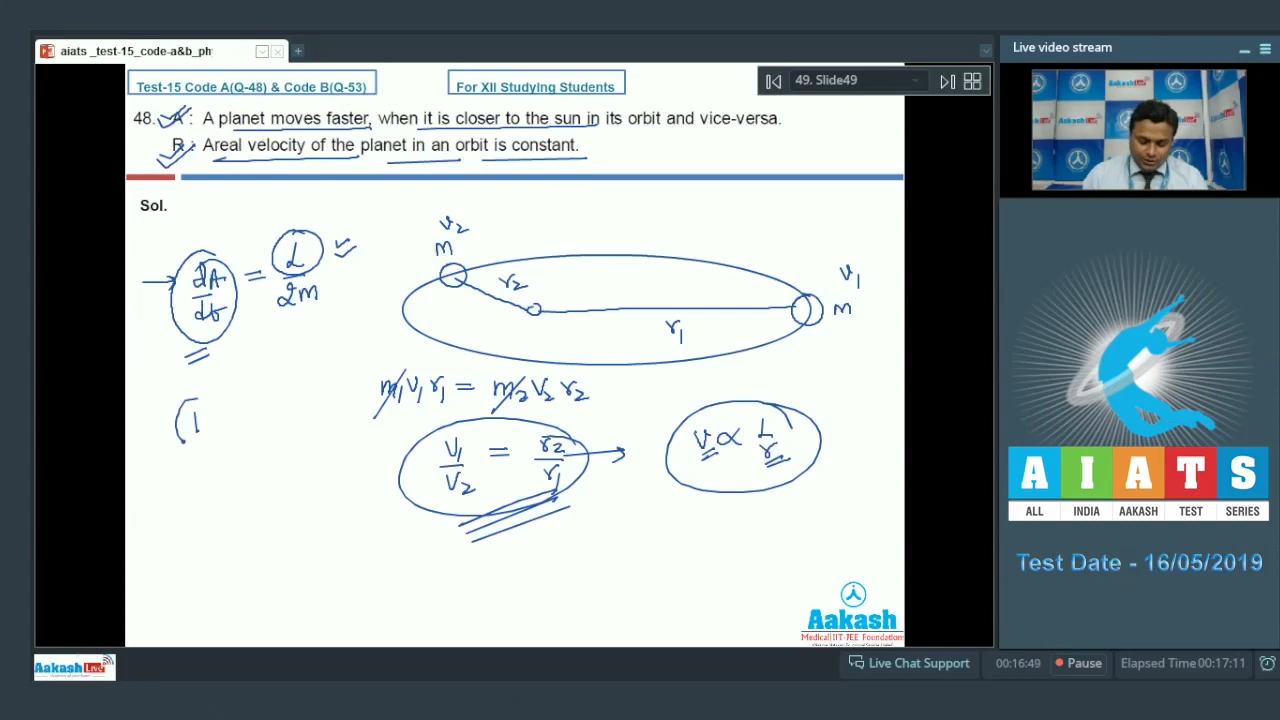 aiats _test-15_code-a&b_ph
Live video stream
Test-15 Code A(Q-48) & Code B(Q-53)
For XII Studying Students
49. Slide49
48. A : A planet moves faster, when it is closer to the sun in its orbit and vice-versa.
R : Areal velocity of the planet in an orbit is constant.
Sol.
dA/dt = L/2m
v2
m
r2
r1
v1
m
m1v1r1 = m2v2r2
v1/v2 = r2/r1
v ∝ 1/r
(1
A I A T S
ALL INDIA AAKASH TEST SERIES
Test Date - 16/05/2019
Aakash
Medical|IIT-JEE|Foundations
Aakash Live
Live Chat Support
00:16:49
Pause
Elapsed Time 00:17:11